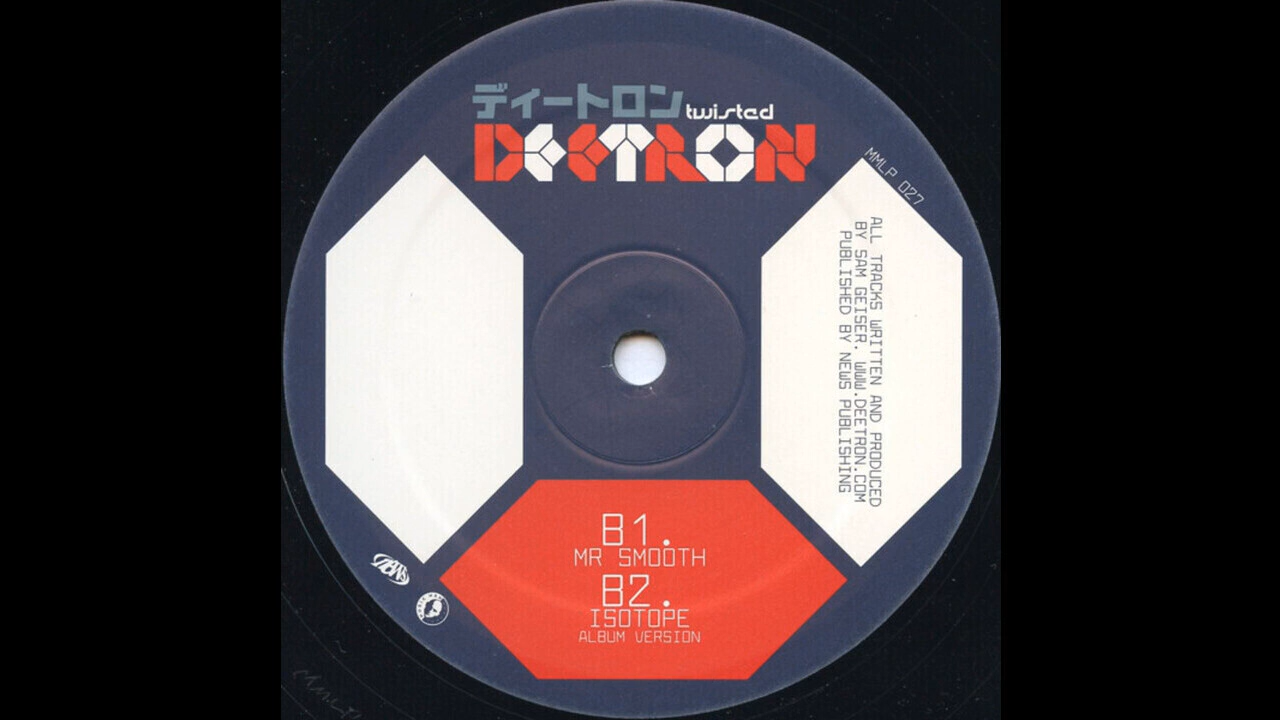 ディートロン twisted
DEETRON
MMLP 027
ALL TRACKS WRITTEN AND PRODUCED
BY SAM GEISER. WWW.DEETRON.COM
PUBLISHED BY NEWS PUBLISHING
B1.
MR SMOOTH
B2.
ISOTOPE
ALBUM VERSION
NEWS